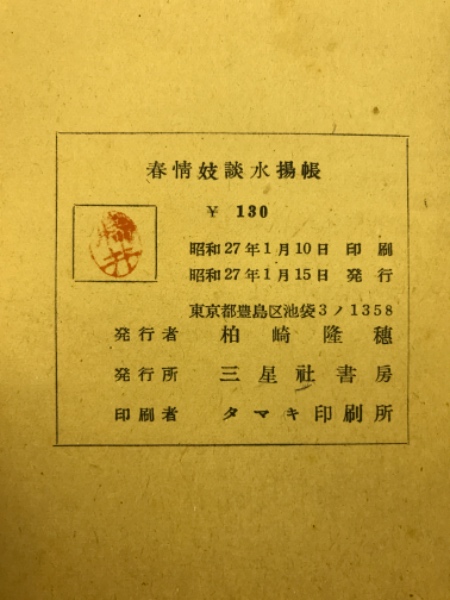 春情妓談水揚帳
¥ 130
昭和27年1月10日 印刷
昭和27年1月15日 発行
東京都豊島区池袋3ノ1358
発行者 柏崎隆穂
発行所 三星社書房
印刷者 タマキ印刷所